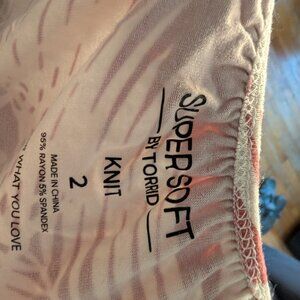 SUPER SOFT
BY TORRID
KNIT
2
MADE IN CHINA
95% RAYON 5% SPANDEX
WHAT YOU LOVE